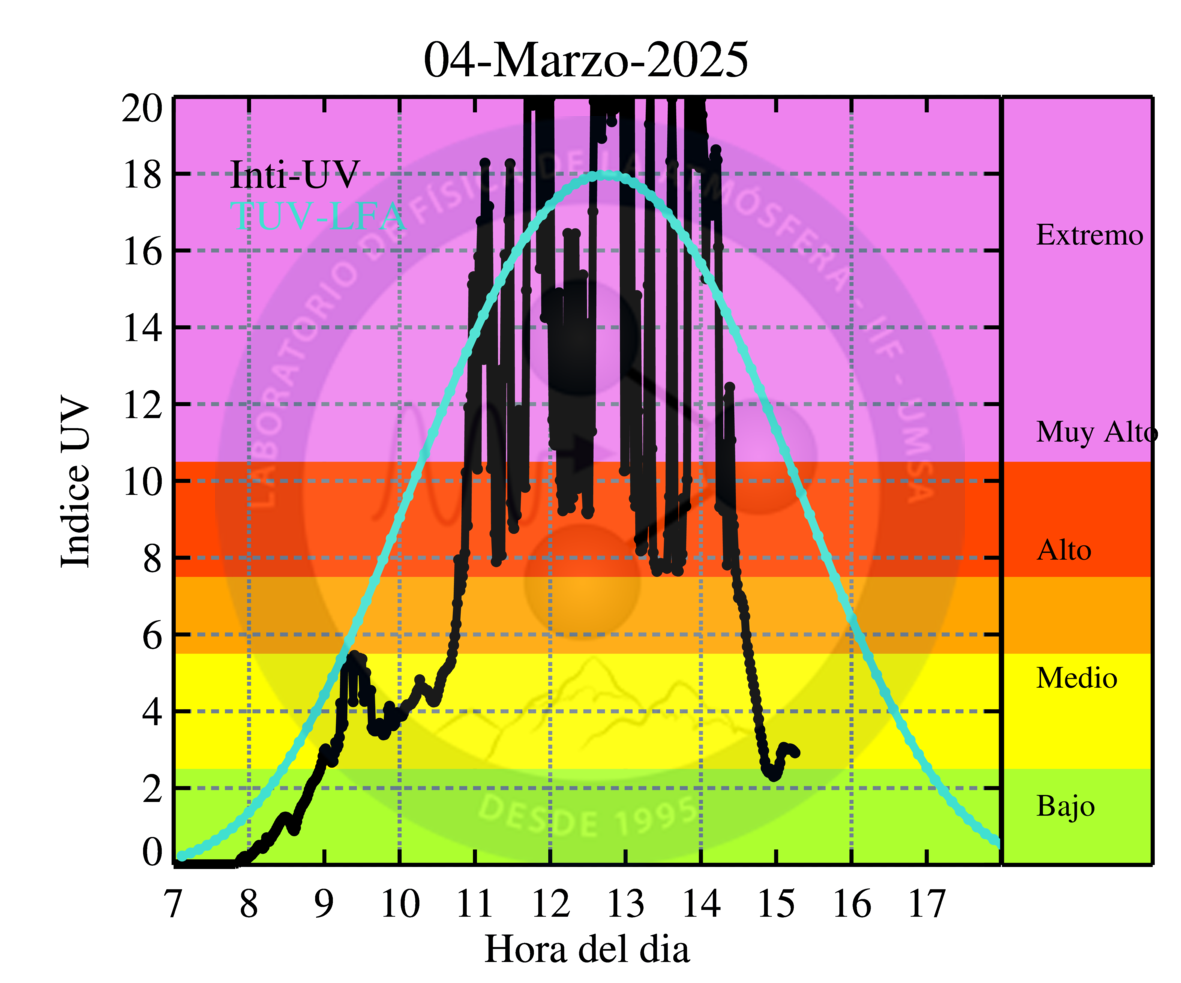 04-Marzo-2025
20
18
16
14
12
10
8
6
4
2
0
Indice UV
Inti-UV
TUV-LFA
LABORATORIO DE FÍSICA DE LA ATMÓSFERA - IIF - UMSA
DESDE 1995
Extremo
Muy Alto
Alto
Medio
Bajo
7 8 9 10 11 12 13 14 15 16 17
Hora del dia